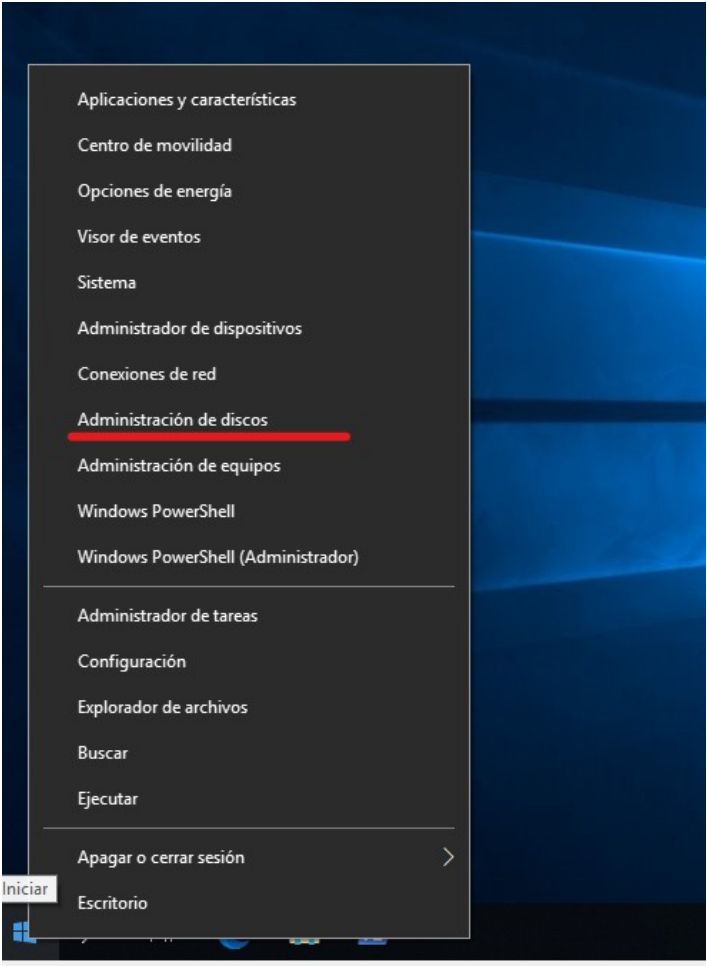 Aplicaciones y características
Centro de movilidad
Opciones de energía
Visor de eventos
Sistema
Administrador de dispositivos
Conexiones de red
Administración de discos
Administración de equipos
Windows PowerShell
Windows PowerShell (Administrador)
Administrador de tareas
Configuración
Explorador de archivos
Buscar
Ejecutar
Apagar o cerrar sesión
Iniciar
Escritorio